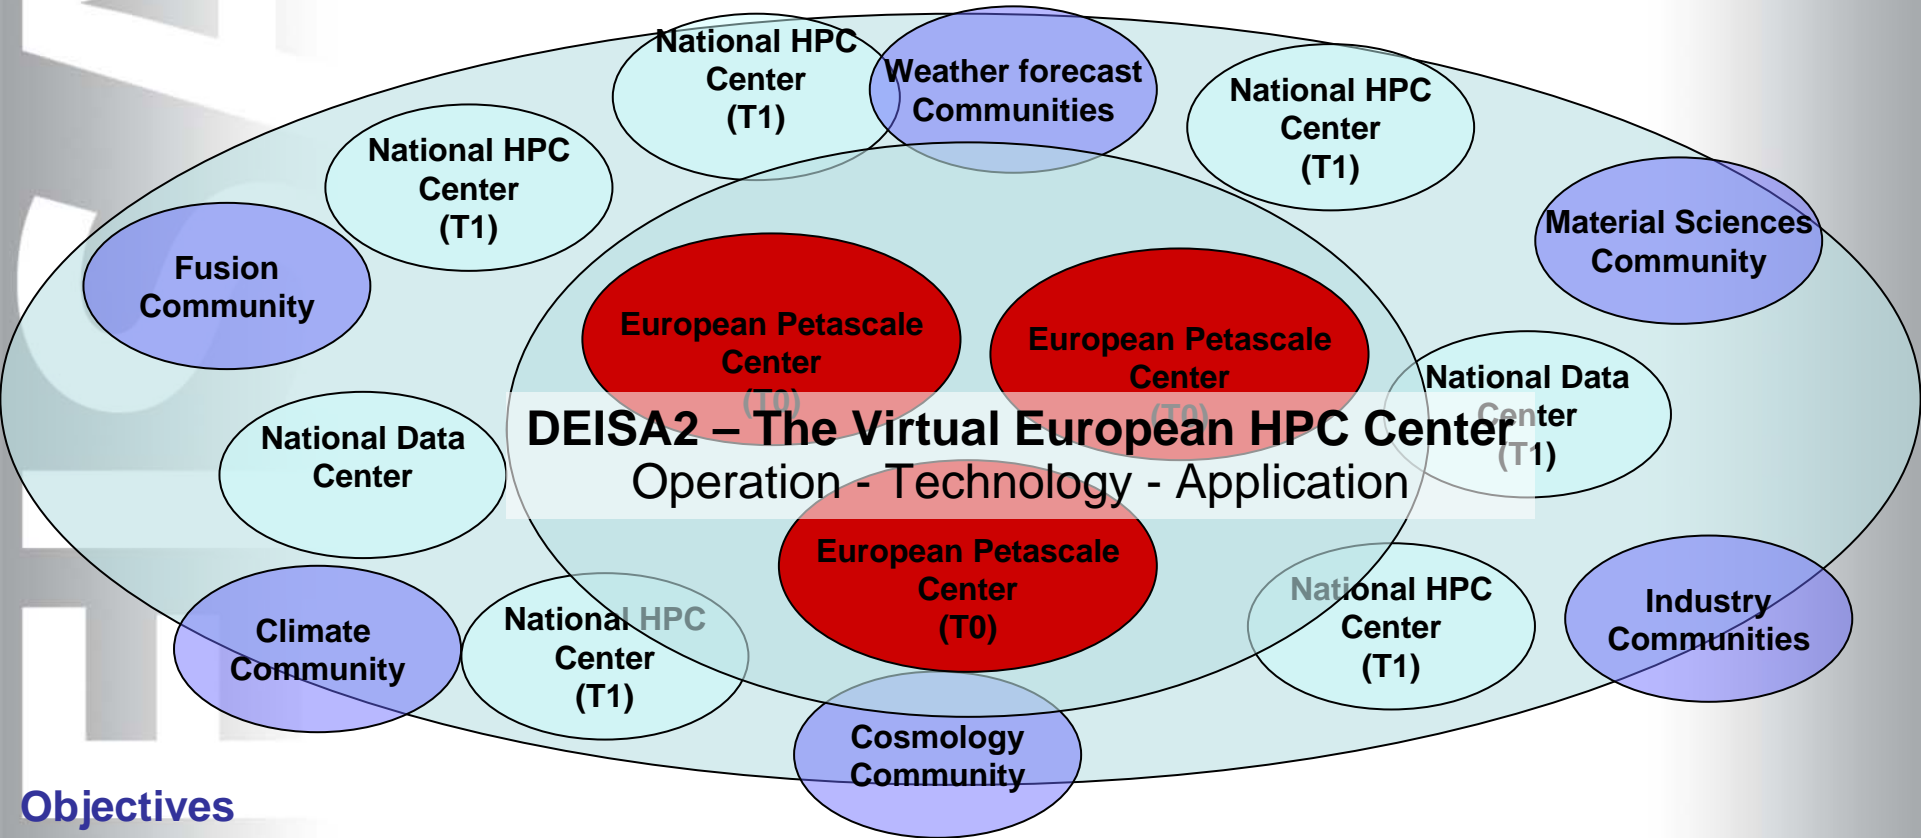 National HPC
Center
(T1)
Weather forecast
Communities
National HPC
Center
(T1)
National HPC
Center
(T1)
Material Sciences
Community
Fusion
Community
European Petascale
Center
(T0)
European Petascale
Center
(T0)
National Data
Center
(T1)
National Data
Center
DEISA2 – The Virtual European HPC Center
Operation - Technology - Application
European Petascale
Center
(T0)
National HPC
Center
(T1)
Industry
Communities
Climate
Community
National HPC
Center
(T1)
Cosmology
Community
Objectives